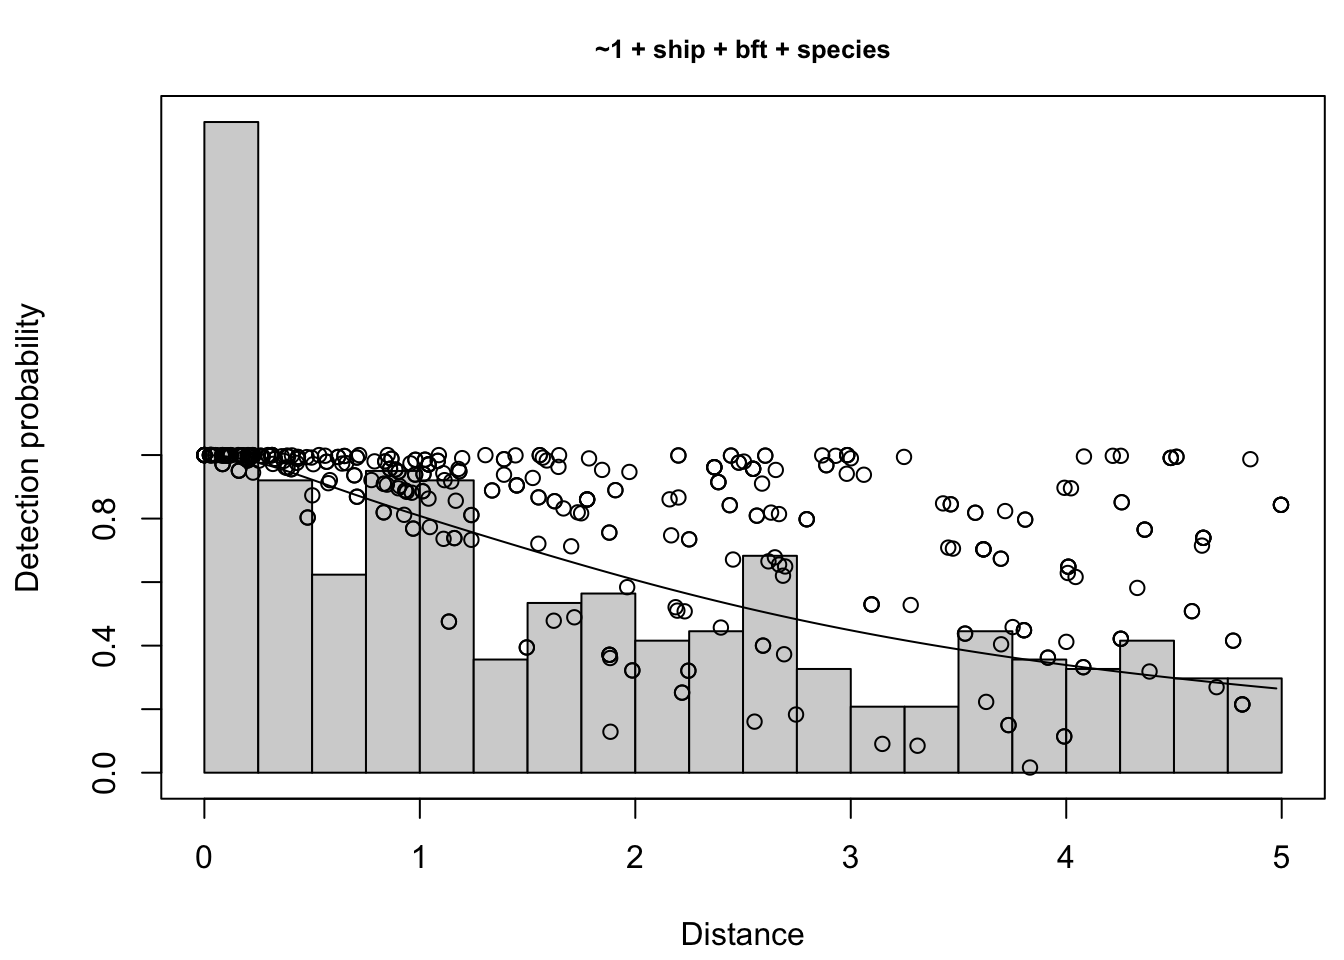 ~1 + ship + bft + species
Detection probability
0.8
0.4
0.0
0 1 2 3 4 5
Distance